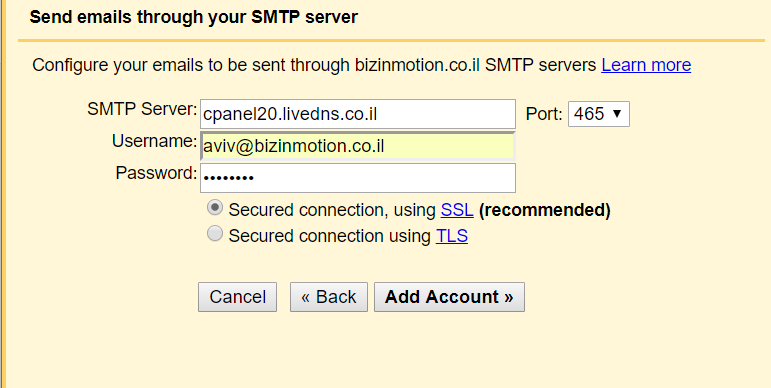 Send emails through your SMTP server
Configure your emails to be sent through bizinmotion.co.il SMTP servers Learn more
SMTP Server: cpanel20.livedns.co.il Port: 465 ▼
Username: aviv@bizinmotion.co.il
Password: ••••••••
Secured connection, using SSL (recommended)
Secured connection using TLS
Cancel « Back Add Account »